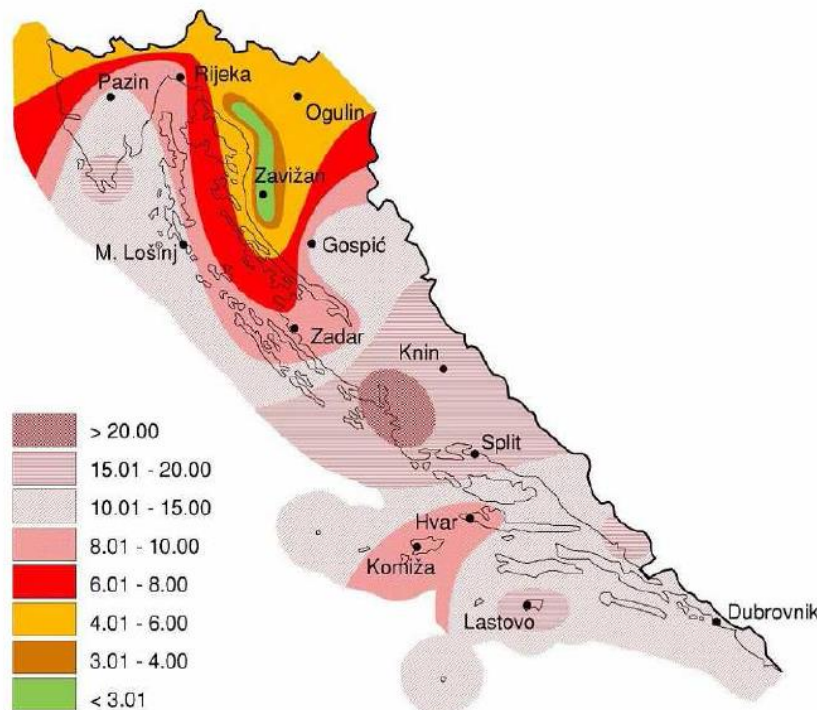 Rijeka
Pazin
Ogulin
Zavižan
M. Lošinj
Gospić
Zadar
Knin
Split
Hvar
Komiža
Lastovo
Dubrovnik
> 20.00
15.01 - 20.00
10.01 - 15.00
8.01 - 10.00
6.01 - 8.00
4.01 - 6.00
3.01 - 4.00
< 3.01